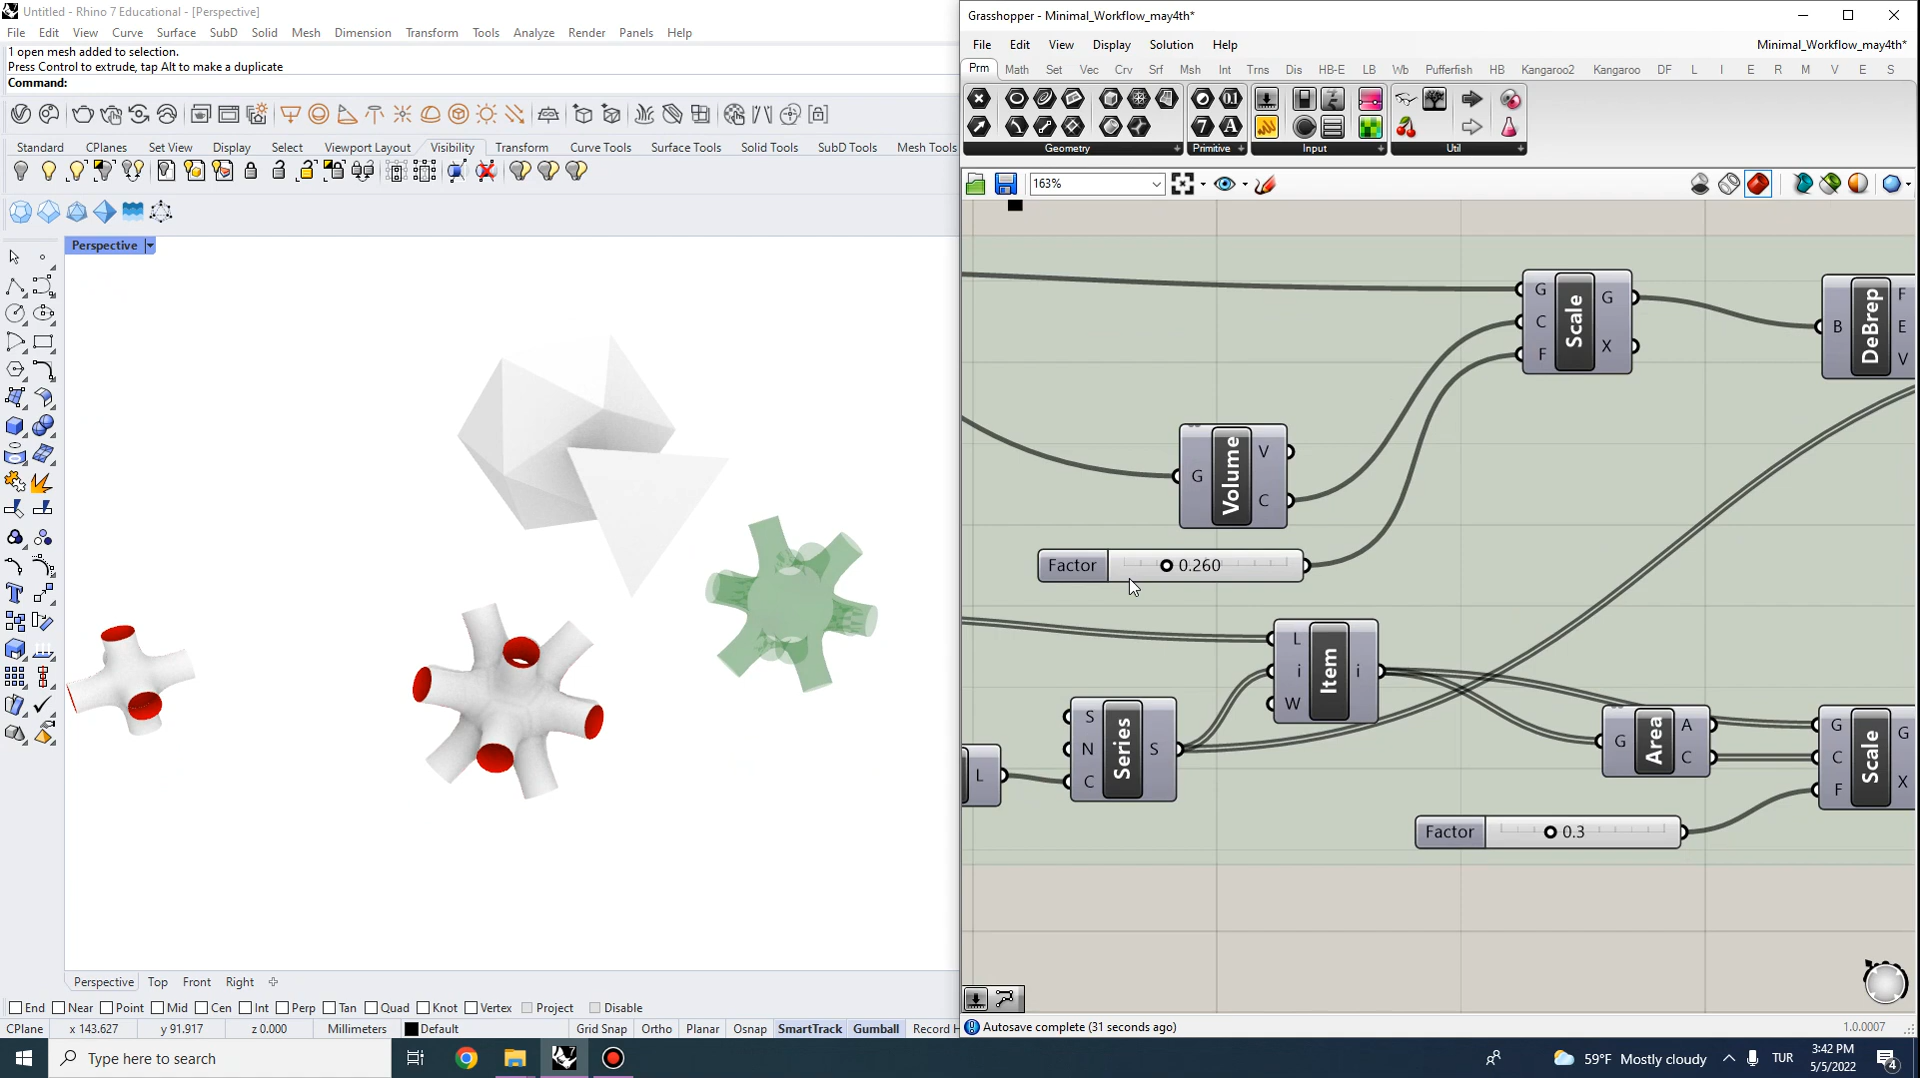 Untitled - Rhino 7 Educational - [Perspective]
File Edit View Curve Surface SubD Solid Mesh Dimension Transform Tools Analyze Render Panels Help
1 open mesh added to selection.
Press Control to extrude, tap Alt to make a duplicate
Command:
Standard CPlanes Set View Display Select Viewport Layout Visibility Transform Curve Tools Surface Tools Solid Tools SubD Tools Mesh Tools
Perspective
Perspective Top Front Right
End Near Point Mid Cen Int Perp Tan Quad Knot Vertex Project Disable
CPlane x 143.627 y 91.917 z 0.000 Millimeters Default Grid Snap Ortho Planar Osnap SmartTrack Gumball Record H
Grasshopper - Minimal_Workflow_may4th*
File Edit View Display Solution Help Minimal_Workflow_may4th*
Prm Math Set Vec Crv Srf Msh Int Trns Dis HB-E LB Wb Pufferfish HB Kangaroo2 Kangaroo DF L I E R M V E S
Geometry Primitive Input Util
163%
G C F Scale G X
B DeBrep F E V
G Volume V C
Factor 0.260
L i W Item i
S N C Series S
L
G Area A C
G C F Scale G X
Factor 0.3
Autosave complete (31 seconds ago) 1.0.0007
Type here to search
59°F Mostly cloudy TUR
3:42 PM
5/5/2022
4